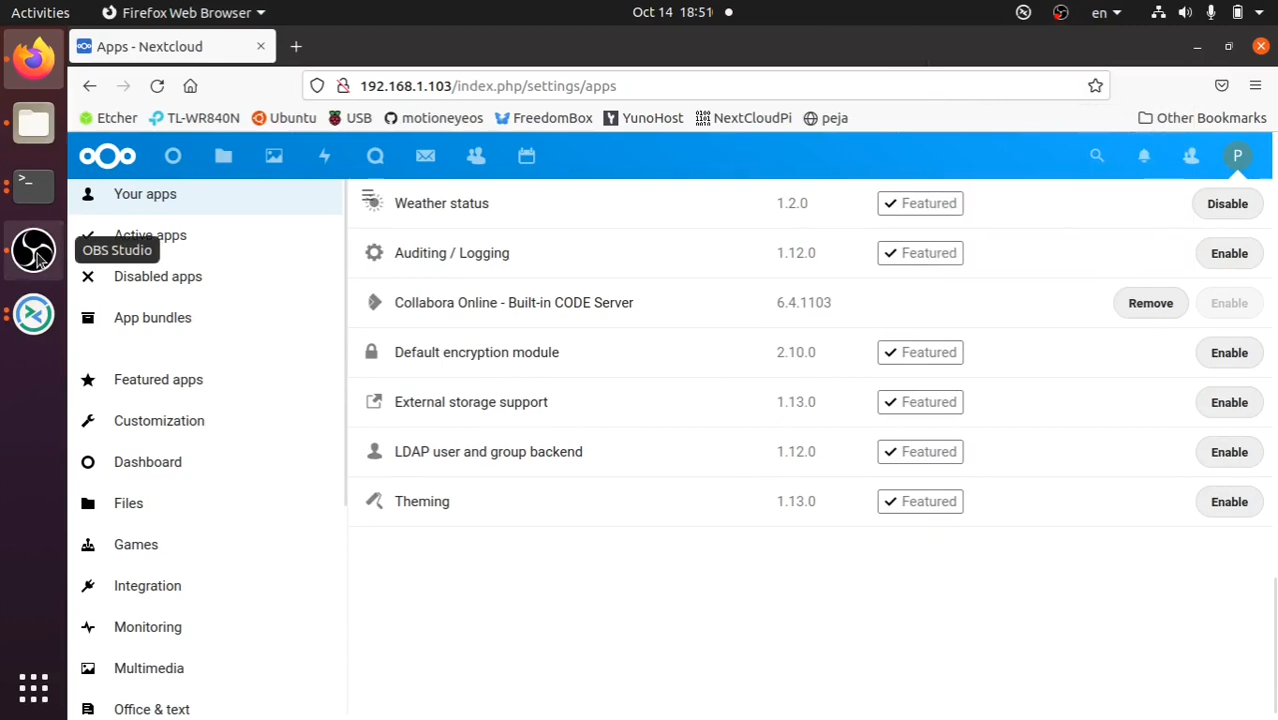 Activities Firefox Web Browser Oct 14 18:51 en
Apps - Nextcloud
192.168.1.103/index.php/settings/apps
Etcher TL-WR840N Ubuntu USB motioneyeos FreedomBox YunoHost NextCloudPi peja Other Bookmarks
P
Your apps
Active apps
OBS Studio
Disabled apps
App bundles
Featured apps
Customization
Dashboard
Files
Games
Integration
Monitoring
Multimedia
Office & text
Weather status 1.2.0 Featured Disable
Auditing / Logging 1.12.0 Featured Enable
Collabora Online - Built-in CODE Server 6.4.1103 Remove Enable
Default encryption module 2.10.0 Featured Enable
External storage support 1.13.0 Featured Enable
LDAP user and group backend 1.12.0 Featured Enable
Theming 1.13.0 Featured Enable